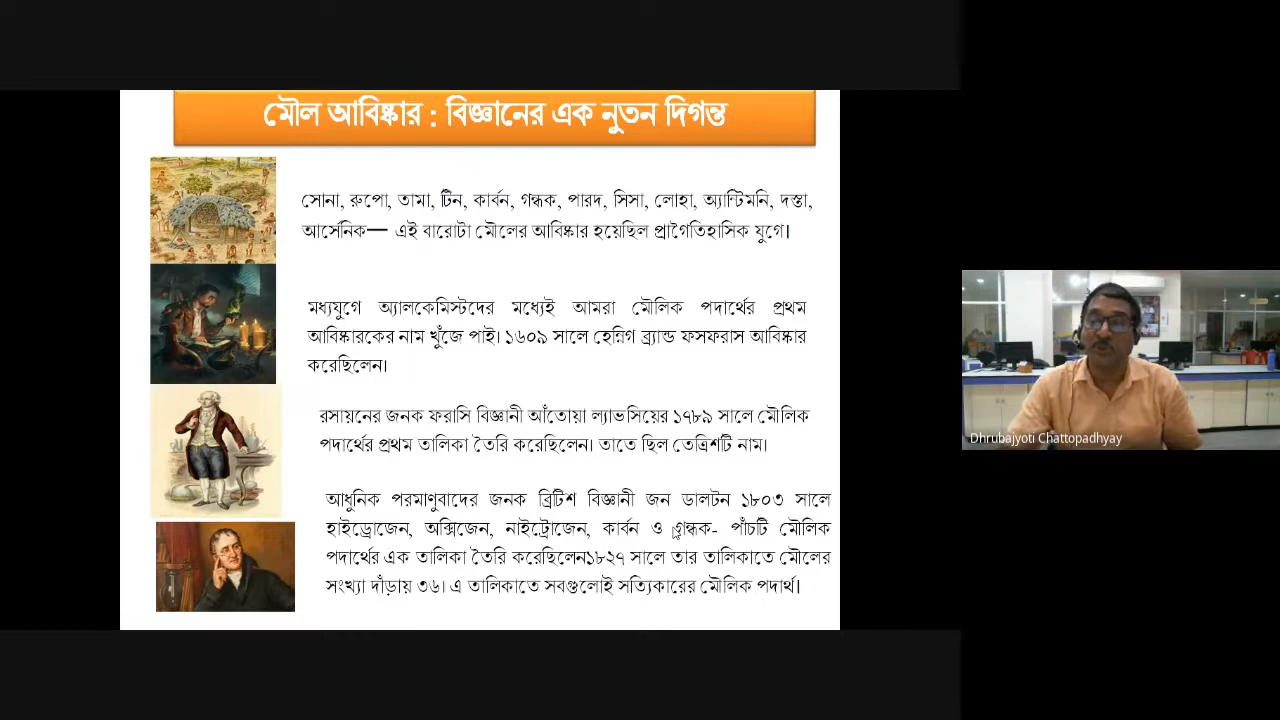 মৌল আবিষ্কার : বিজ্ঞানের এক নুতন দিগন্ত
সোনা, রুপো, তামা, টিন, কার্বন, গন্ধক, পারদ, সিসা, লোহা, অ্যান্টিমনি, দস্তা,
আর্সেনিক— এই বারোটা মৌলের আবিষ্কার হয়েছিল প্রাগৈতিহাসিক যুগে।
মধ্যযুগে অ্যালকেমিস্টদের মধ্যেই আমরা মৌলিক পদার্থের প্রথম
আবিষ্কারকের নাম খুঁজে পাই। ১৬০৯ সালে হেন্নিগ ব্র্যান্ড ফসফরাস আবিষ্কার
করেছিলেন।
রসায়নের জনক ফরাসি বিজ্ঞানী আঁতোয়া ল্যাভসিয়ের ১৭৮৯ সালে মৌলিক
পদার্থের প্রথম তালিকা তৈরি করেছিলেন। তাতে ছিল তেত্রিশটি নাম।
আধুনিক পরমাণুবাদের জনক ব্রিটিশ বিজ্ঞানী জন ডালটন ১৮০৩ সালে
হাইড্রোজেন, অক্সিজেন, নাইট্রোজেন, কার্বন ও গন্ধক- পাঁচটি মৌলিক
পদার্থের এক তালিকা তৈরি করেছিলেন১৮২৭ সালে তার তালিকাতে মৌলের
সংখ্যা দাঁড়ায় ৩৬। এ তালিকাতে সবগুলোই সত্যিকারের মৌলিক পদার্থ।
Dhrubajyoti Chattopadhyay